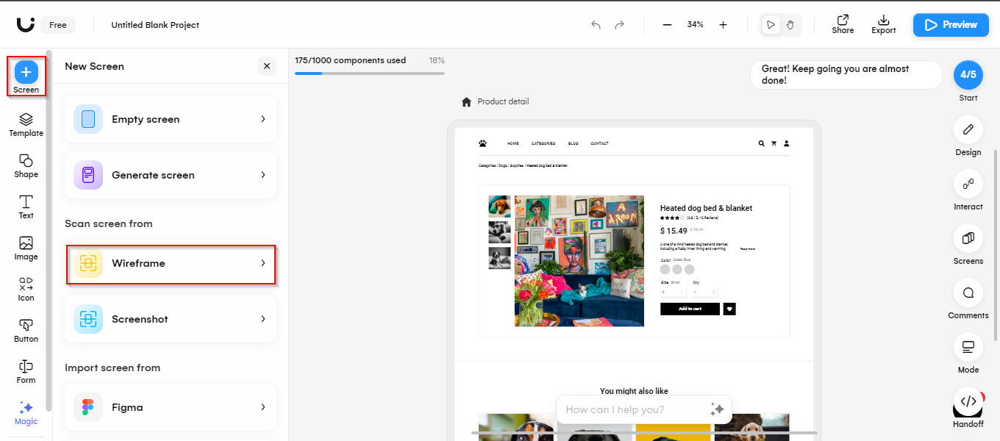 Free
Untitled Blank Project
34%
Share
Export
Preview
Screen
Template
Shape
Text
Image
Icon
Button
Form
Magic
New Screen
Empty screen
Generate screen
Scan screen from
Wireframe
Screenshot
Import screen from
Figma
175/1000 components used
18%
Great! Keep going you are almost
done!
Product detail
HOME
CATEGORIES
BLOG
CONTACT
Categories / Dogs / Supplies / Heated dog bed & blanket
A
dream
Heated dog bed & blanket
(4.8 / 5, 12 Reviews)
$ 15.49
A one of a kind heated dog bed and blanket,
including a fuzzy inner lining and warming
Read more
Color:
Ocean Blue
Size:
Small
Qty:
1
Add to cart
You might also like
How can I help you?
4/5
Start
Design
Interact
Screens
Comments
Mode
Handoff